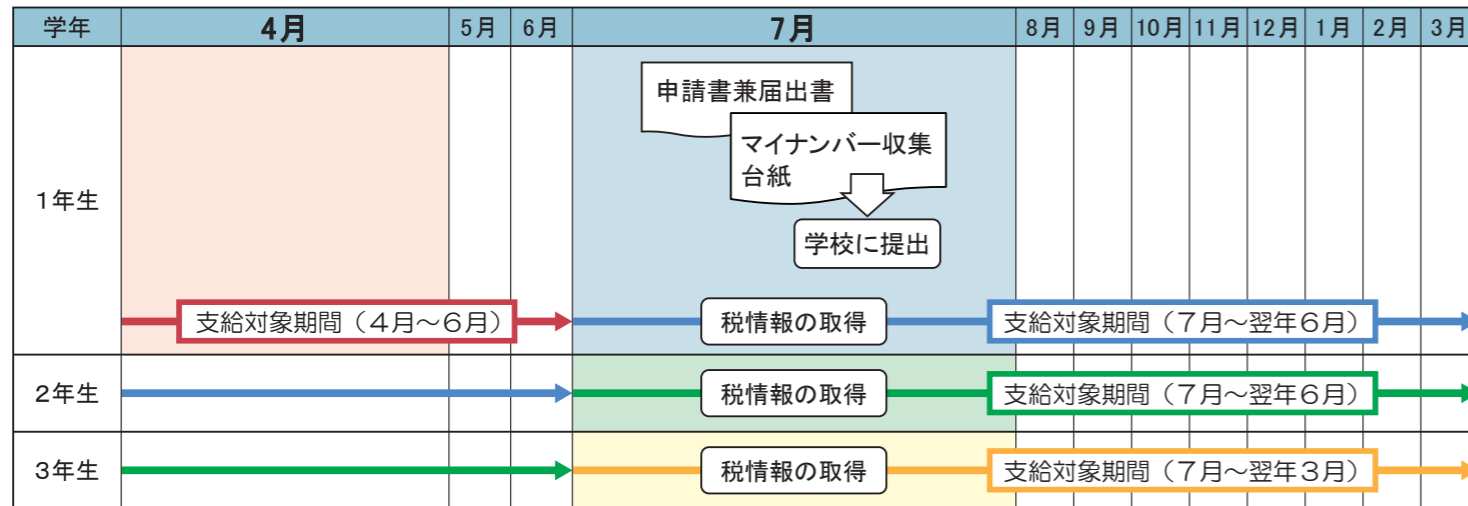 学年 4月 5月 6月 7月 8月 9月 10月 11月 12月 1月 2月 3月
申請書兼届出書
マイナンバー収集
台紙
1年生
学校に提出
支給対象期間（4月～6月） 税情報の取得 支給対象期間（7月～翌年6月）
2年生 税情報の取得 支給対象期間（7月～翌年6月）
3年生 税情報の取得 支給対象期間（7月～翌年3月）